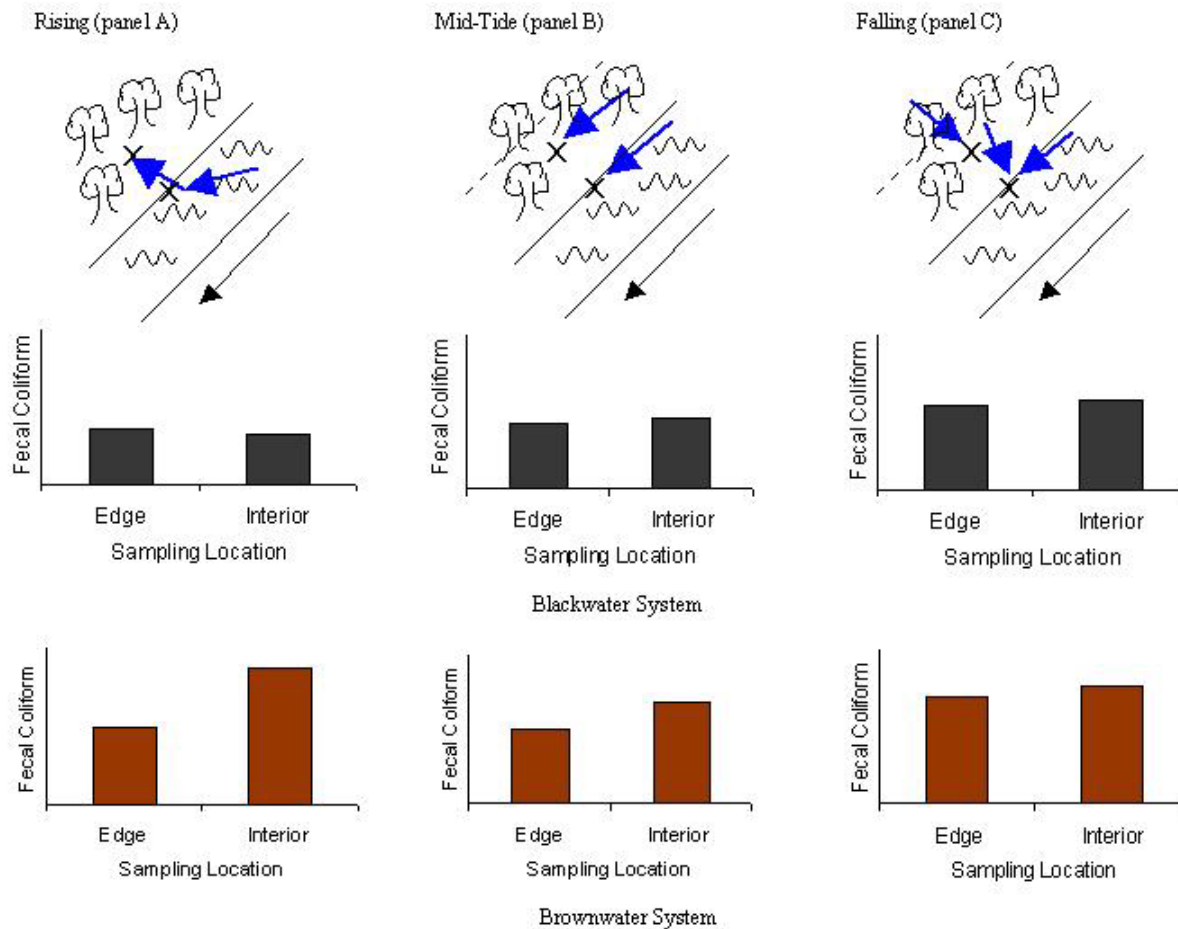 Rising (panel A)
Mid-Tide (panel B)
Falling (panel C)
Fecal Coliform
Edge Interior
Sampling Location
Fecal Coliform
Edge Interior
Sampling Location
Fecal Coliform
Edge Interior
Sampling Location
Blackwater System
Fecal Coliform
Edge Interior
Sampling Location
Fecal Coliform
Edge Interior
Sampling Location
Fecal Coliform
Edge Interior
Sampling Location
Brownwater System